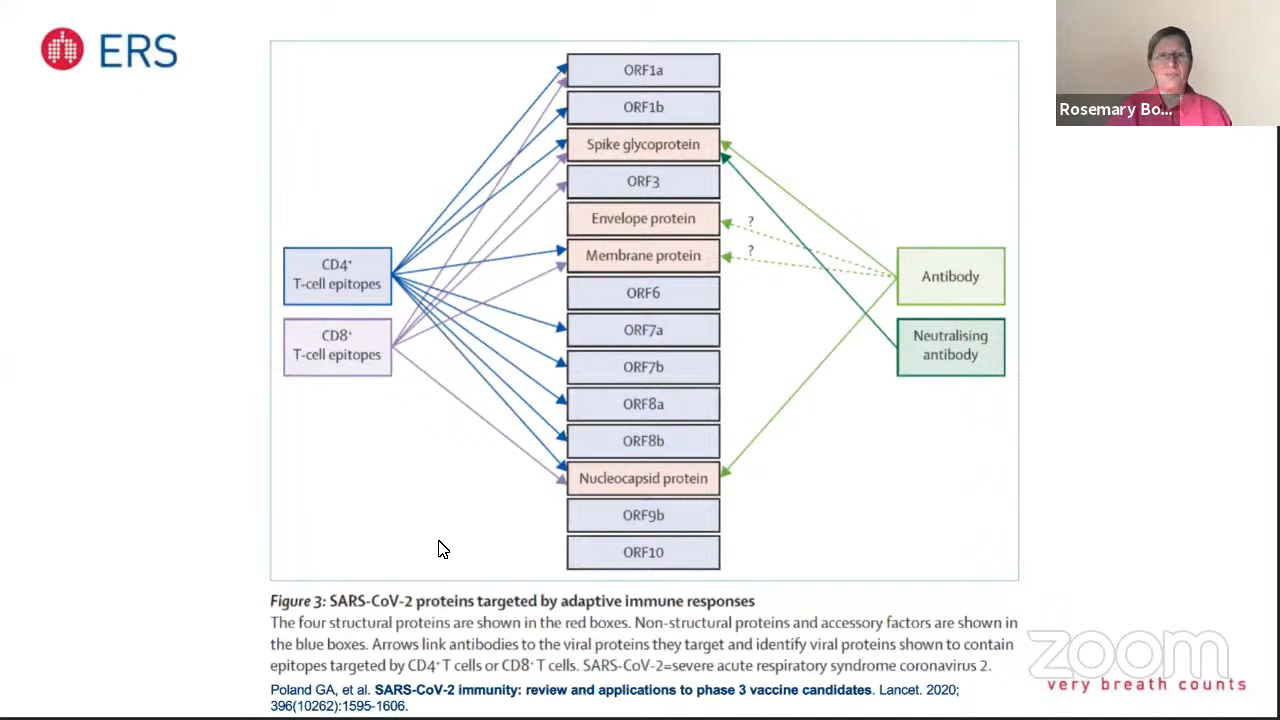 ERS
Rosemary Bo...
ORF1a
ORF1b
Spike glycoprotein
ORF3
Envelope protein
?
Membrane protein
?
CD4⁺
T-cell epitopes
Antibody
ORF6
CD8⁺
T-cell epitopes
ORF7a
Neutralising
antibody
ORF7b
ORF8a
ORF8b
Nucleocapsid protein
ORF9b
ORF10
Figure 3: SARS-CoV-2 proteins targeted by adaptive immune responses
The four structural proteins are shown in the red boxes. Non-structural proteins and accessory factors are shown in
the blue boxes. Arrows link antibodies to the viral proteins they target and identify viral proteins shown to contain
epitopes targeted by CD4⁺ T cells or CD8⁺ T cells. SARS-CoV-2=severe acute respiratory syndrome coronavirus 2.
Poland GA, et al. SARS-CoV-2 immunity: review and applications to phase 3 vaccine candidates. Lancet. 2020;
396(10262):1595-1606.
zoom
very breath counts